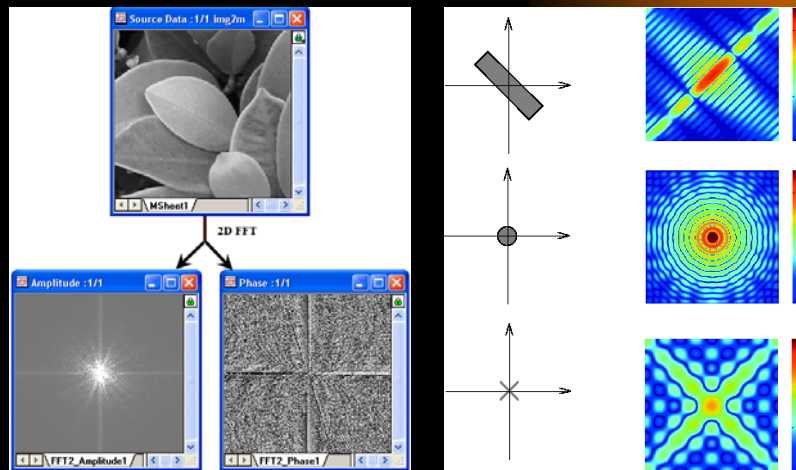 Source Data :1/1 img2m
MSheet1
2D FFT
Amplitude :1/1
Phase :1/1
FFT2_Amplitude1
FFT2_Phase1